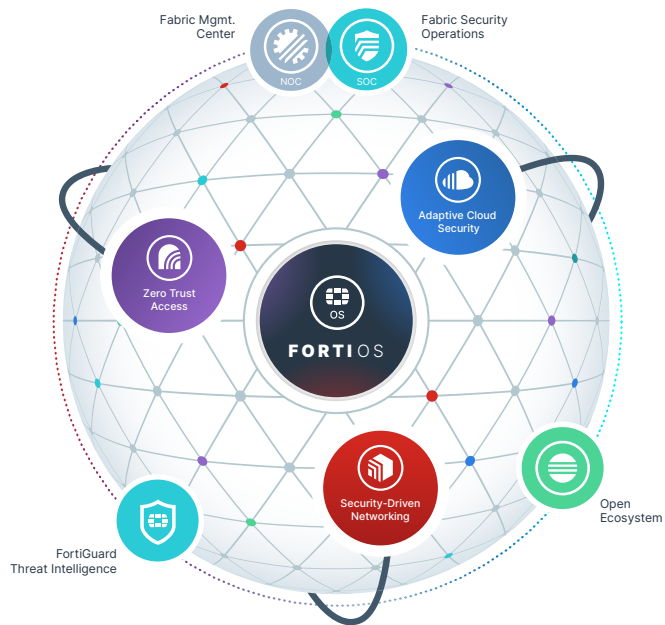 Fabric Mgmt.
Center
Fabric Security
Operations
NOC
SOC
Adaptive Cloud
Security
Zero Trust
Access
OS
FORTIOS
Security-Driven
Networking
Open
Ecosystem
FortiGuard
Threat Intelligence